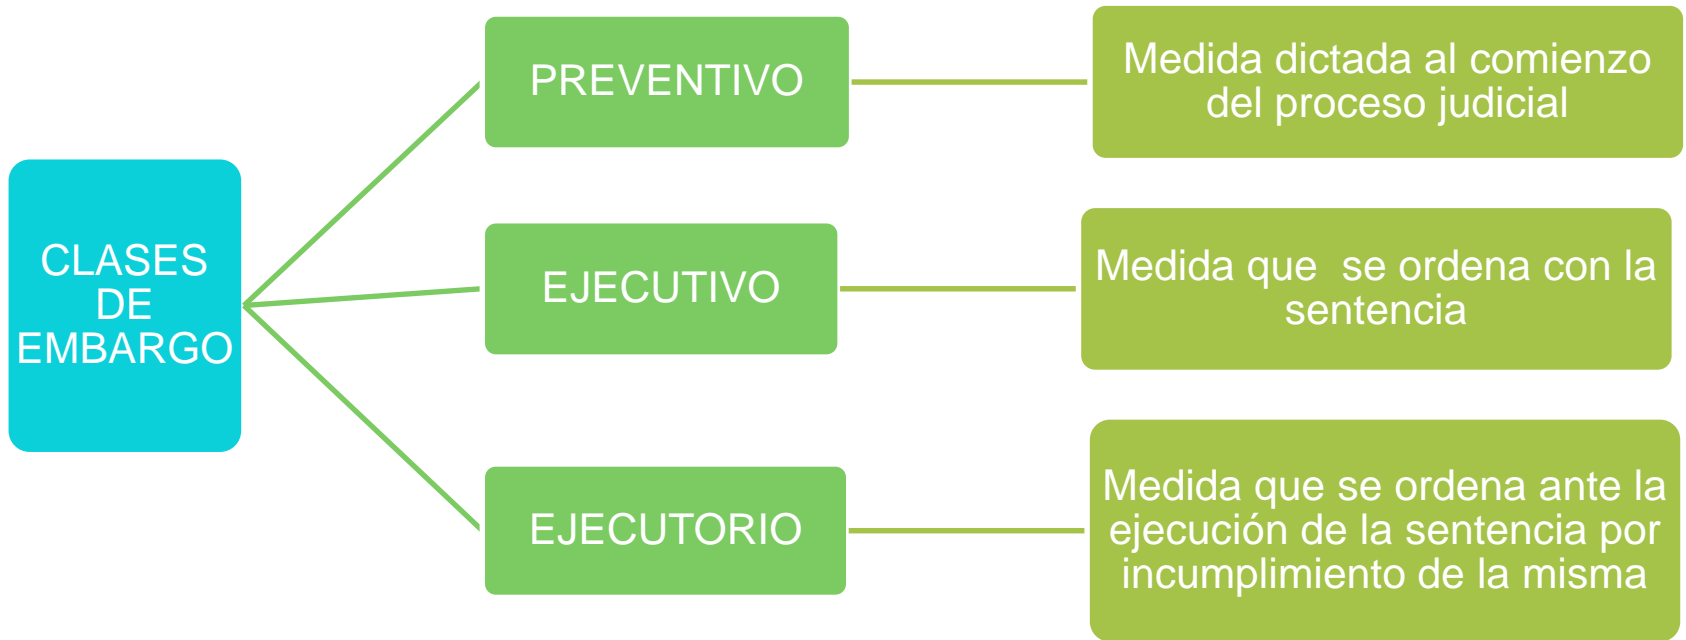 CLASES
DE
EMBARGO
PREVENTIVO
Medida dictada al comienzo
del proceso judicial
EJECUTIVO
Medida que  se ordena con la
sentencia
EJECUTORIO
Medida que se ordena ante la
ejecución de la sentencia por
incumplimiento de la misma